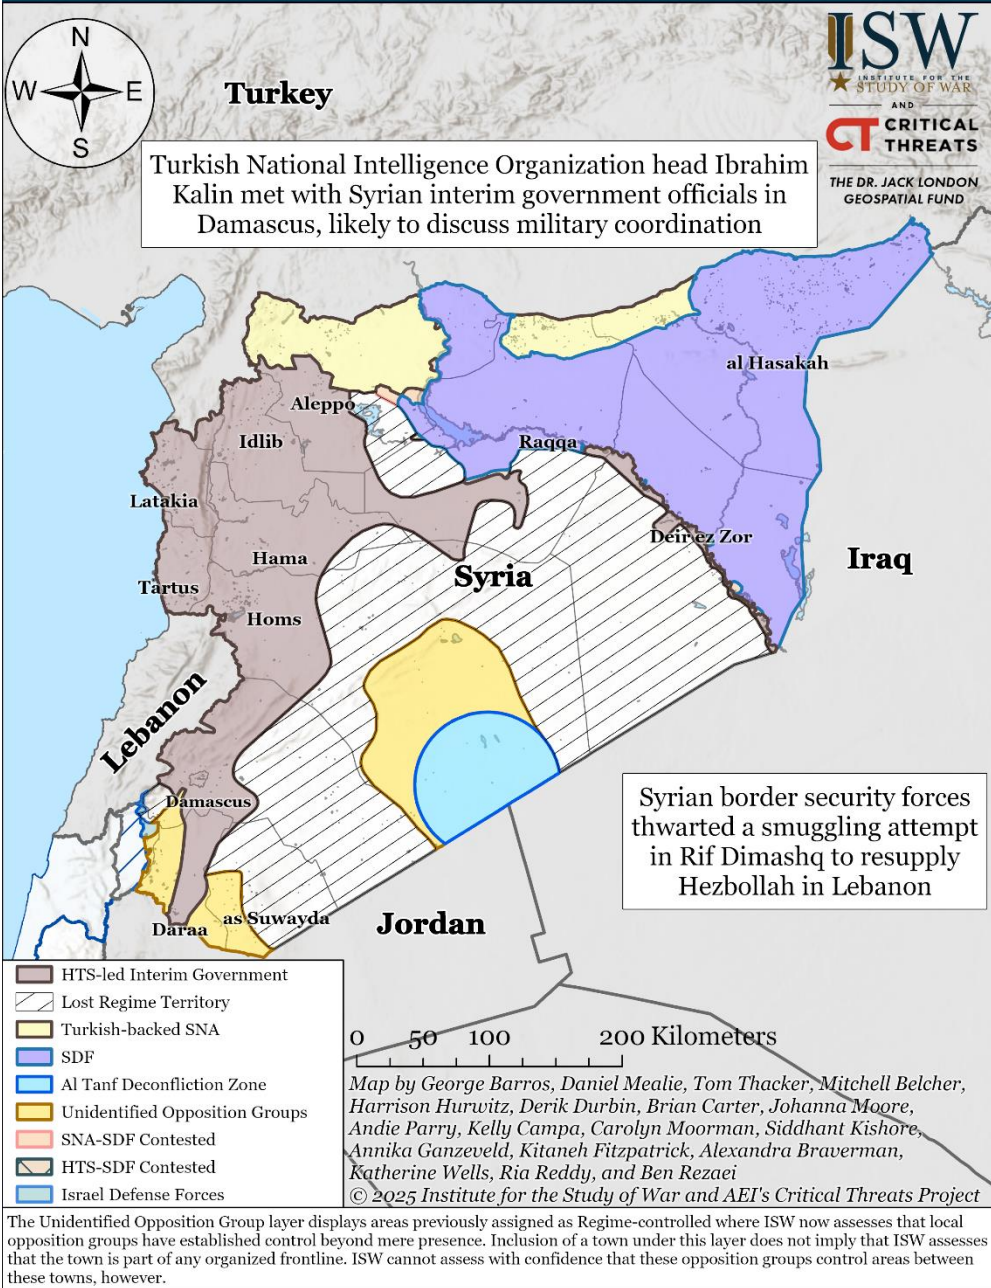 N
W
E
S
ISW
INSTITUTE FOR THE
STUDY OF WAR
AND
CT CRITICAL
THREATS
THE DR. JACK LONDON
GEOSPATIAL FUND
Turkey
Turkish National Intelligence Organization head Ibrahim
Kalin met with Syrian interim government officials in
Damascus, likely to discuss military coordination
al Hasakah
Aleppo
Idlib
Raqqa
Latakia
Deir ez Zor
Hama
Iraq
Syria
Tartus
Homs
Lebanon
Damascus
Syrian border security forces
thwarted a smuggling attempt
in Rif Dimashq to resupply
Hezbollah in Lebanon
as Suwayda
Daraa
Jordan
HTS-led Interim Government
Lost Regime Territory
Turkish-backed SNA
SDF
Al Tanf Deconfliction Zone
Unidentified Opposition Groups
SNA-SDF Contested
HTS-SDF Contested
Israel Defense Forces
0 50 100 200 Kilometers
Map by George Barros, Daniel Mealie, Tom Thacker, Mitchell Belcher,
Harrison Hurwitz, Derik Durbin, Brian Carter, Johanna Moore,
Andie Parry, Kelly Campa, Carolyn Moorman, Siddhant Kishore,
Annika Ganzeveld, Kitaneh Fitzpatrick, Alexandra Braverman,
Katherine Wells, Ria Reddy, and Ben Rezaei
© 2025 Institute for the Study of War and AEI's Critical Threats Project
The Unidentified Opposition Group layer displays areas previously assigned as Regime-controlled where ISW now assesses that local
opposition groups have established control beyond mere presence. Inclusion of a town under this layer does not imply that ISW assesses
that the town is part of any organized frontline. ISW cannot assess with confidence that these opposition groups control areas between
these towns, however.